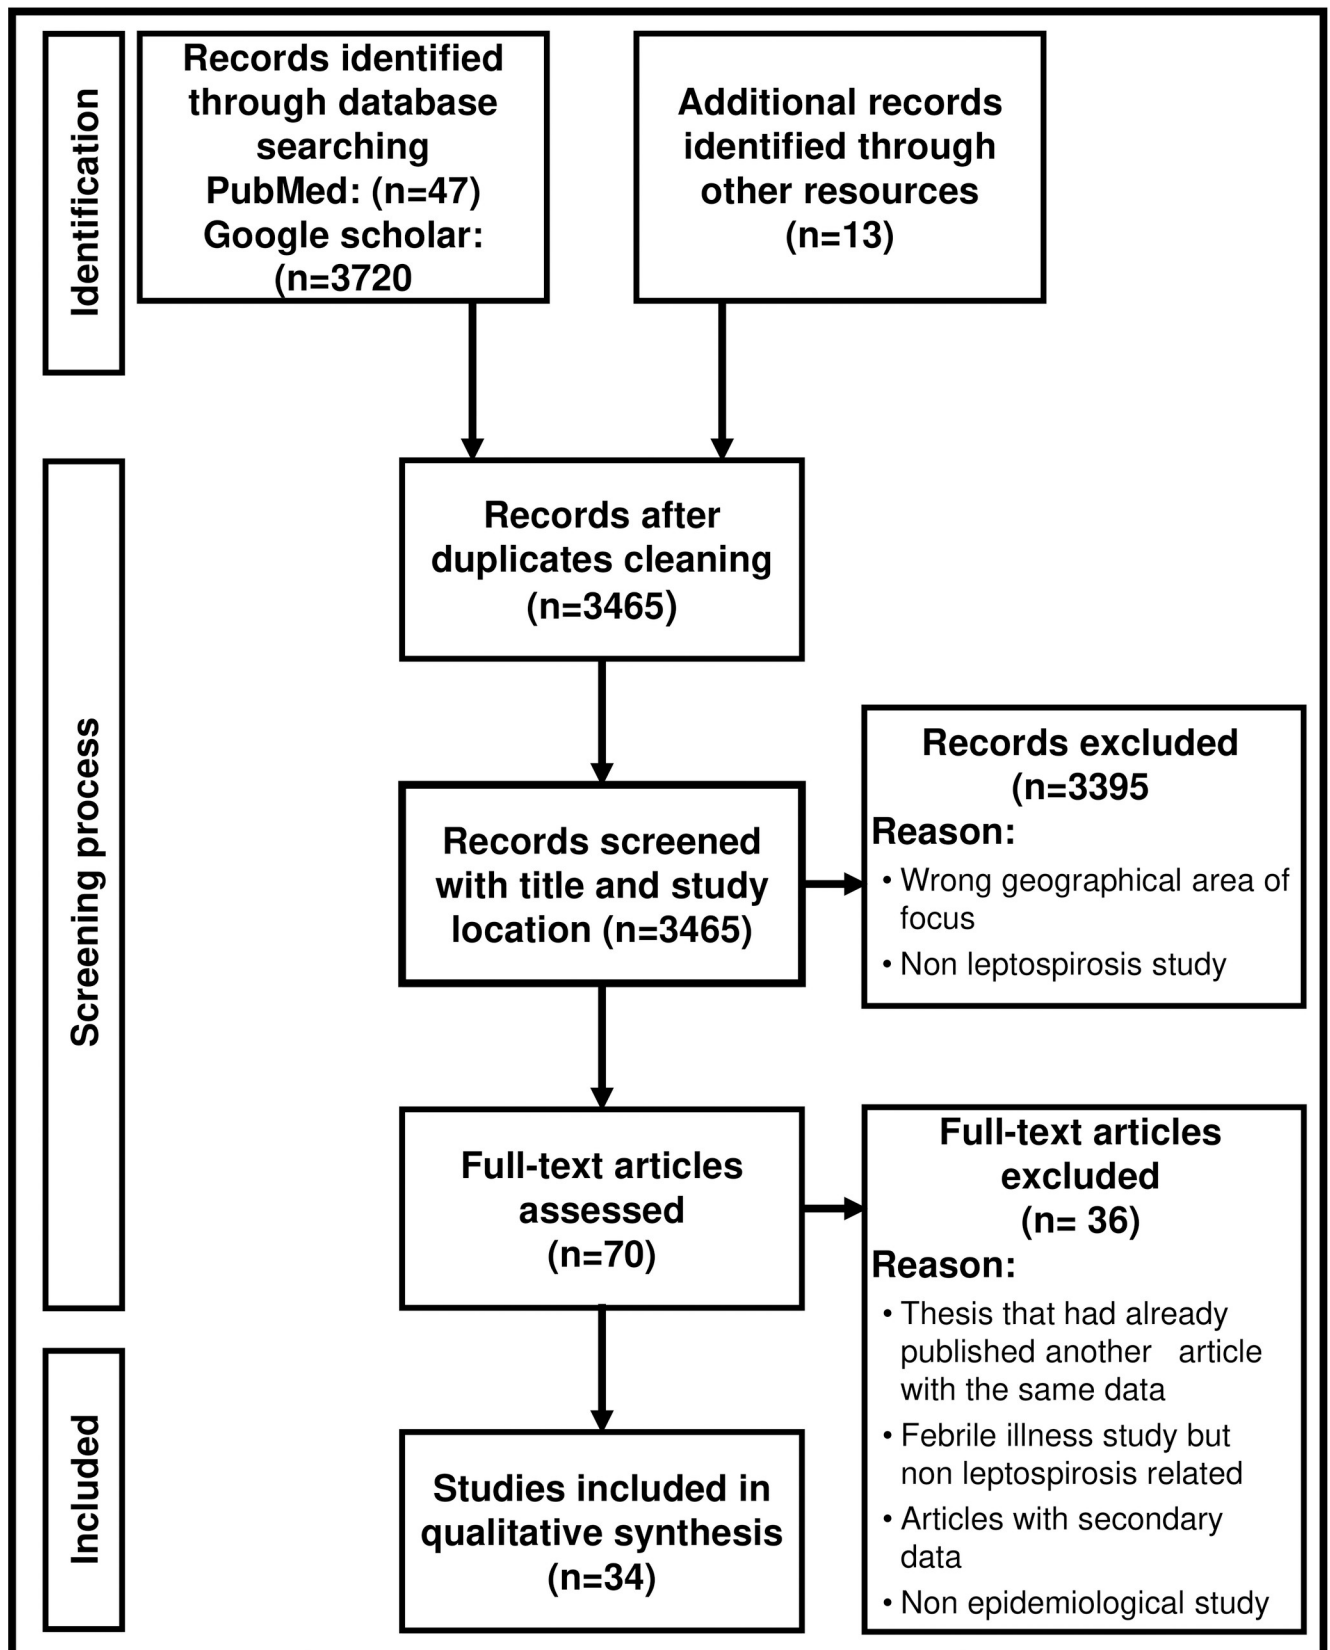 Identification
Records identified
through database
searching
PubMed: (n=47)
Google scholar:
(n=3720
Additional records
identified through
other resources
(n=13)
Screening process
Records after
duplicates cleaning
(n=3465)
Records screened
with title and study
location (n=3465)
Records excluded
(n=3395
Reason:
• Wrong geographical area of
focus
• Non leptospirosis study
Full-text articles
assessed
(n=70)
Full-text articles
excluded
(n= 36)
Reason:
• Thesis that had already
published another article
with the same data
• Febrile illness study but
non leptospirosis related
• Articles with secondary
data
• Non epidemiological study
Included
Studies included in
qualitative synthesis
(n=34)